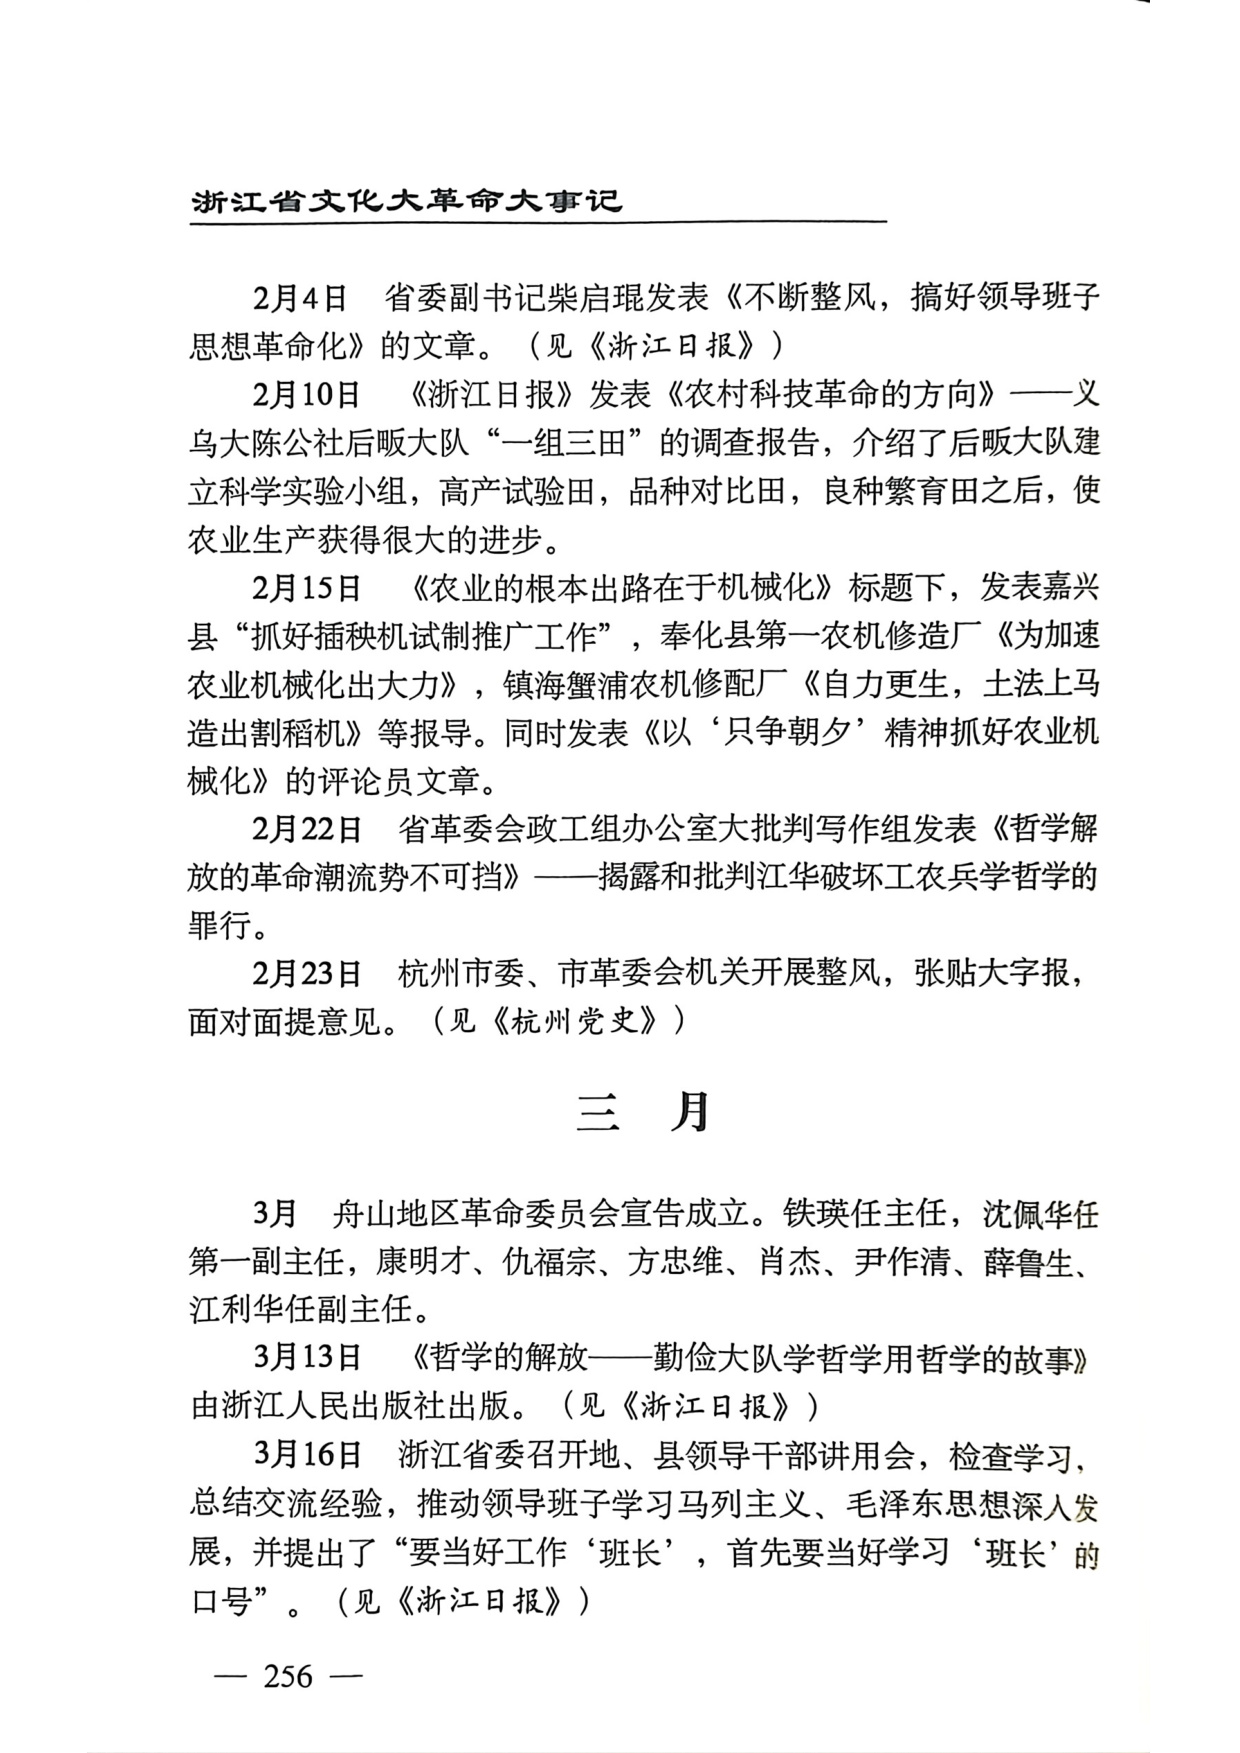 浙江省文化大革命大事记
2月4日　省委副书记柴启琨发表《不断整风，搞好领导班子
思想革命化》的文章。（见《浙江日报》）
2月10日　《浙江日报》发表《农村科技革命的方向》——义
乌大陈公社后畈大队“一组三田”的调查报告，介绍了后畈大队建
立科学实验小组，高产试验田，品种对比田，良种繁育田之后，使
农业生产获得很大的进步。
2月15日　《农业的根本出路在于机械化》标题下，发表嘉兴
县“抓好插秧机试制推广工作”，奉化县第一农机修造厂《为加速
农业机械化出大力》，镇海蟹浦农机修配厂《自力更生，土法上马
造出割稻机》等报导。同时发表《以‘只争朝夕’精神抓好农业机
械化》的评论员文章。
2月22日　省革委会政工组办公室大批判写作组发表《哲学解
放的革命潮流势不可挡》——揭露和批判江华破坏工农兵学哲学的
罪行。
2月23日　杭州市委、市革委会机关开展整风，张贴大字报，
面对面提意见。（见《杭州党史》）
三　月
3月　舟山地区革命委员会宣告成立。铁瑛任主任，沈佩华任
第一副主任，康明才、仇福宗、方忠维、肖杰、尹作清、薛鲁生、
江利华任副主任。
3月13日　《哲学的解放——勤俭大队学哲学用哲学的故事》
由浙江人民出版社出版。（见《浙江日报》）
3月16日　浙江省委召开地、县领导干部讲用会，检查学习，
总结交流经验，推动领导班子学习马列主义、毛泽东思想深入发
展，并提出了“要当好工作‘班长’，首先要当好学习‘班长’的
口号”。（见《浙江日报》）
— 256 —